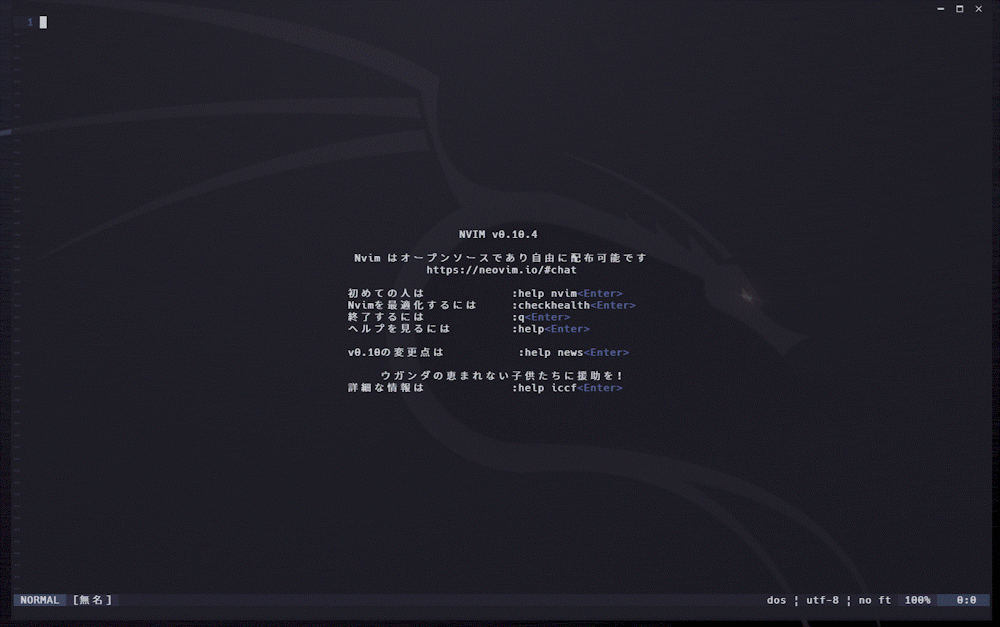 1
NVIM v0.10.4
Nvim はオープンソースであり自由に配布可能です
https://neovim.io/#chat
初めての人は :help nvim<Enter>
Nvimを最適化するには :checkhealth<Enter>
終了するには :q<Enter>
ヘルプを見るには :help<Enter>
v0.10の変更点は :help news<Enter>
ウガンダの恵まれない子供たちに援助を!
詳細な情報は :help iccf<Enter>
NORMAL [無名] dos ¦ utf-8 ¦ no ft 100% 0:0